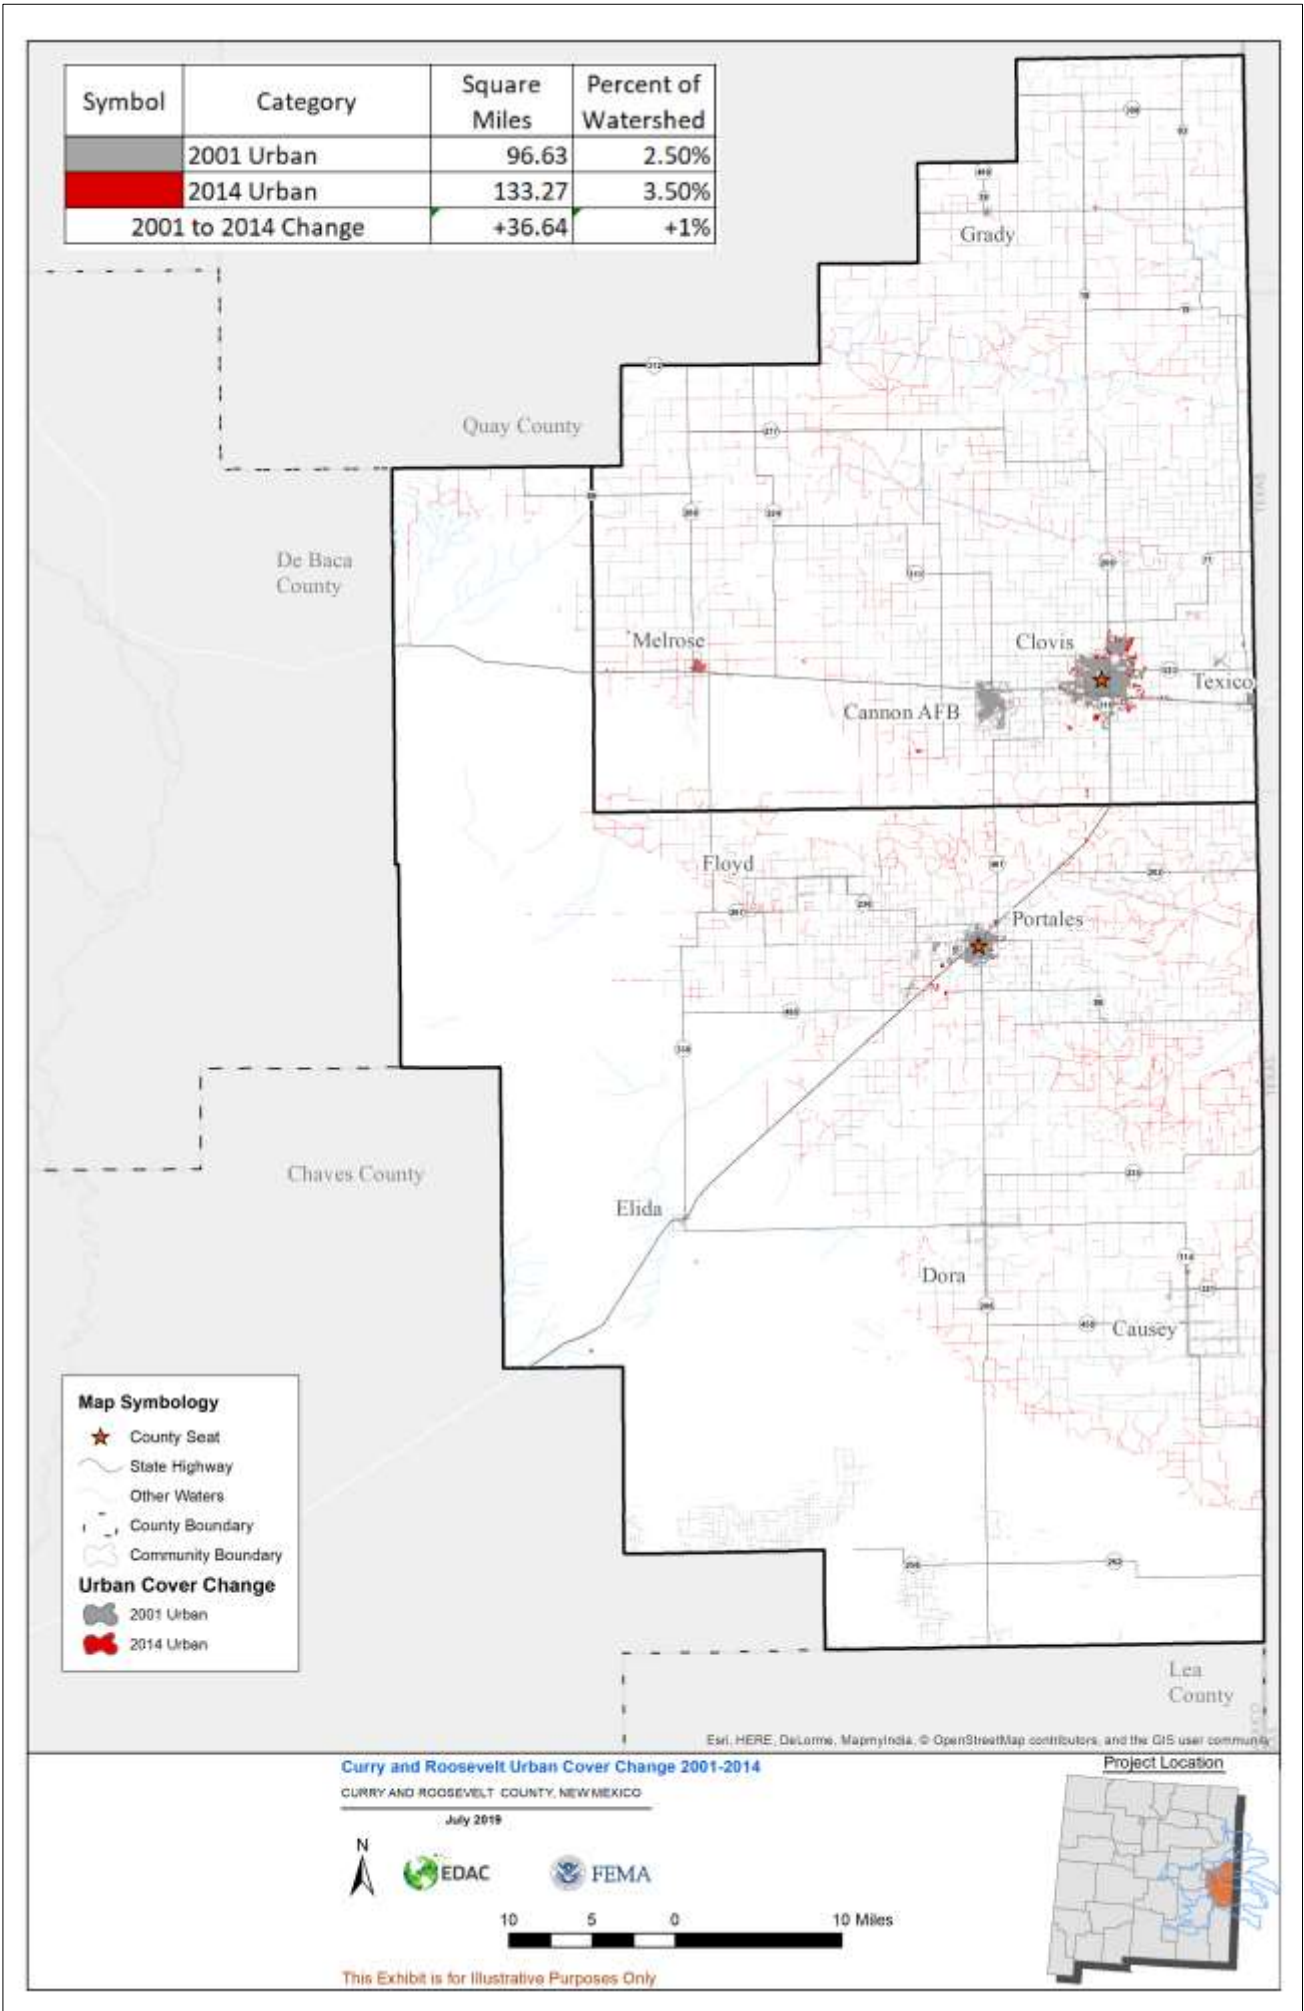 Symbol Category Square Miles Percent of Watershed
2001 Urban 96.63 2.50%
2014 Urban 133.27 3.50%
2001 to 2014 Change +36.64 +1%
Grady
Quay County
De Baca
County
Melrose
Clovis
Texico
Cannon AFB
Floyd
Portales
Chaves County
Elida
Dora
Causey
Map Symbology
County Seat
State Highway
Other Waters
County Boundary
Community Boundary
Urban Cover Change
2001 Urban
2014 Urban
Lea
County
Esri, HERE, DeLorme, MapmyIndia, © OpenStreetMap contributors, and the GIS user community
Curry and Roosevelt Urban Cover Change 2001-2014
CURRY AND ROOSEVELT COUNTY, NEW MEXICO
July 2019
N
EDAC
FEMA
10 5 0 10 Miles
This Exhibit is for Illustrative Purposes Only
Project Location